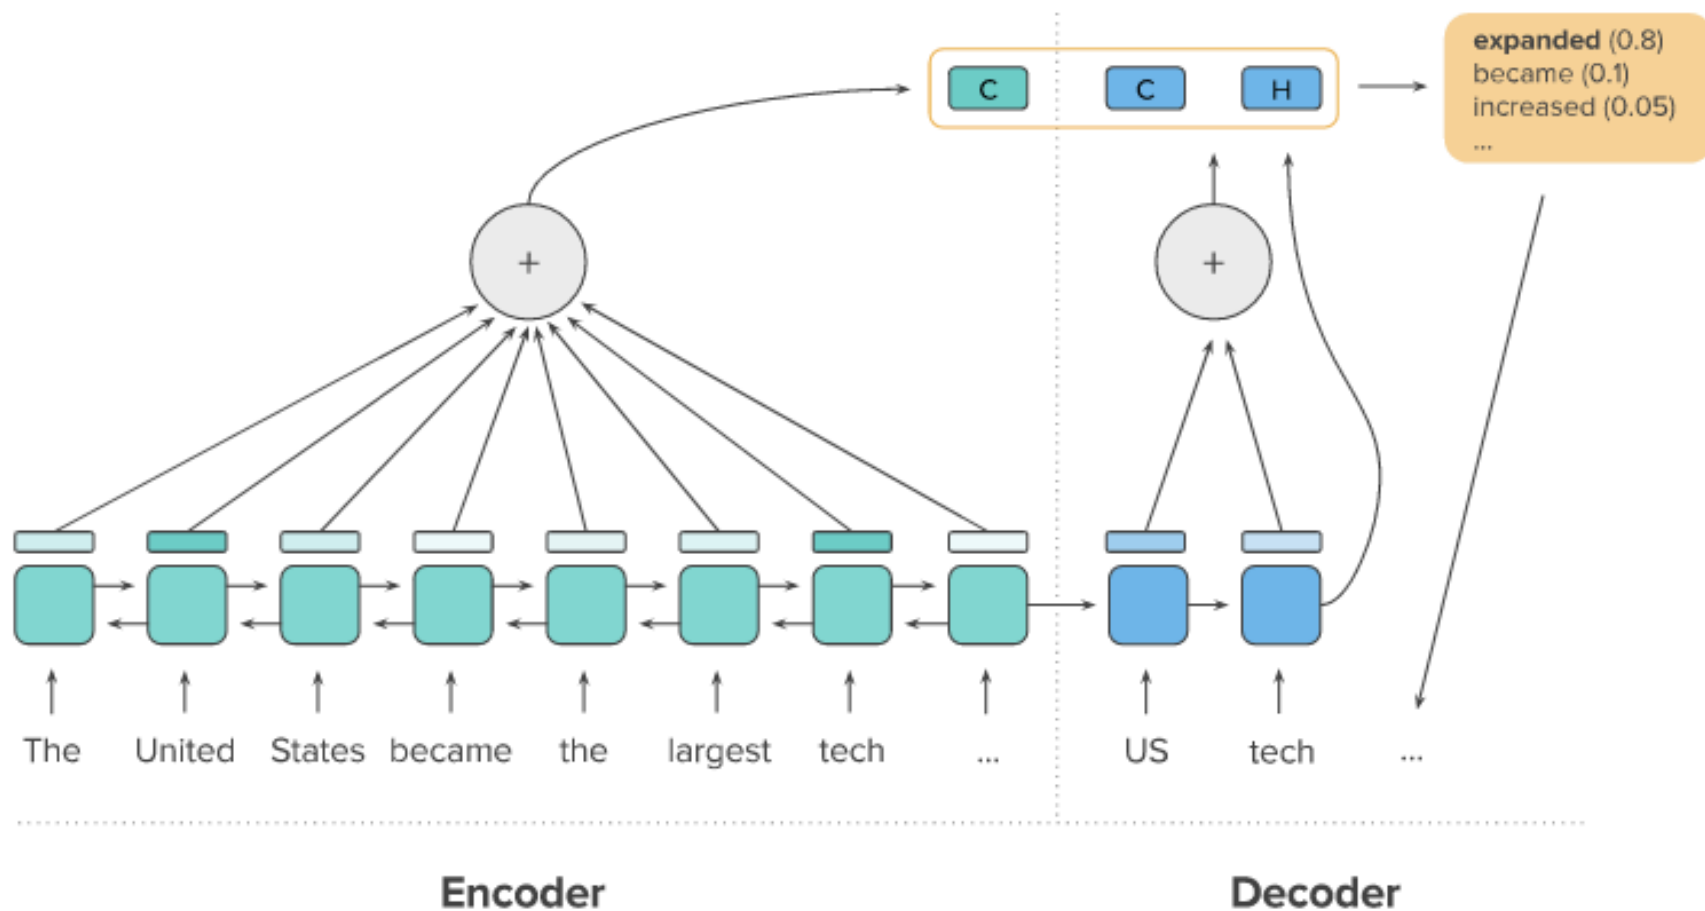 expanded (0.8)
became (0.1)
increased (0.05)
...
C C H
+ +
The United States became the largest tech ... US tech ...
Encoder Decoder